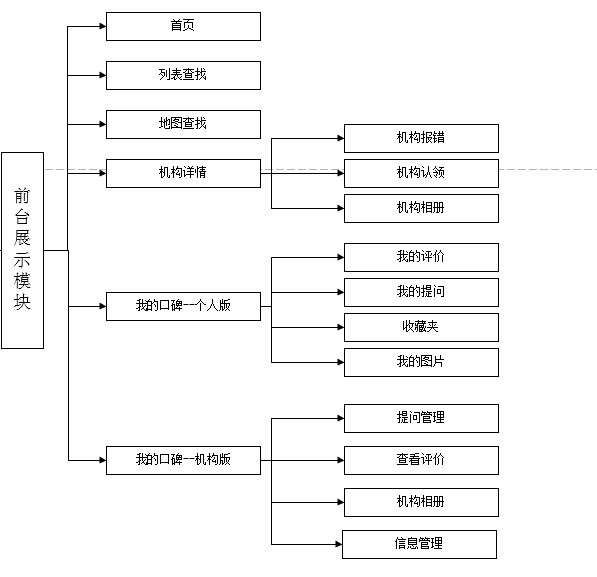 前台展示模块
首页
列表查找
地图查找
机构详情
机构报错
机构认领
机构相册
我的口碑--个人版
我的评价
我的提问
收藏夹
我的图片
我的口碑--机构版
提问管理
查看评价
机构相册
信息管理